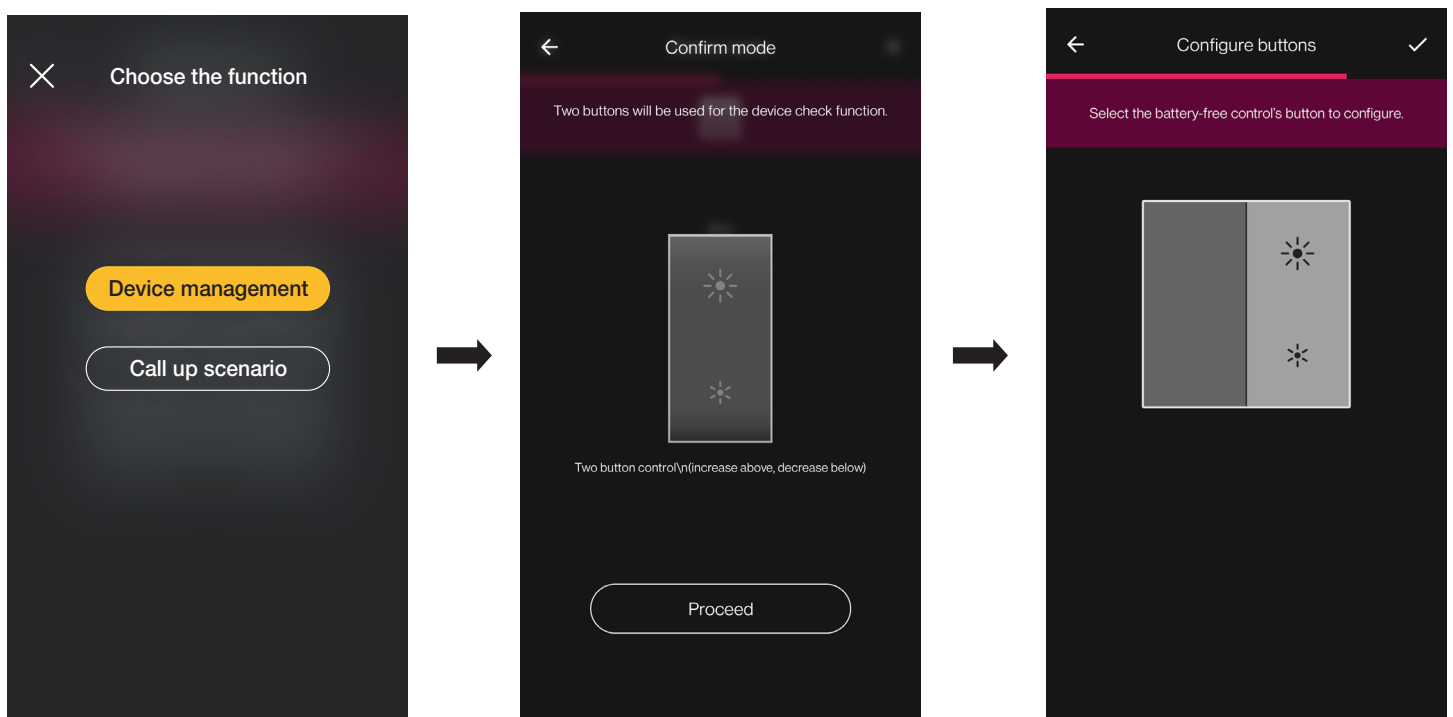 Choose the function
Device management
Call up scenario
Confirm mode
Two buttons will be used for the device check function.
Two button control\n(increase above, decrease below)
Proceed
Configure buttons
Select the battery-free control's button to configure.